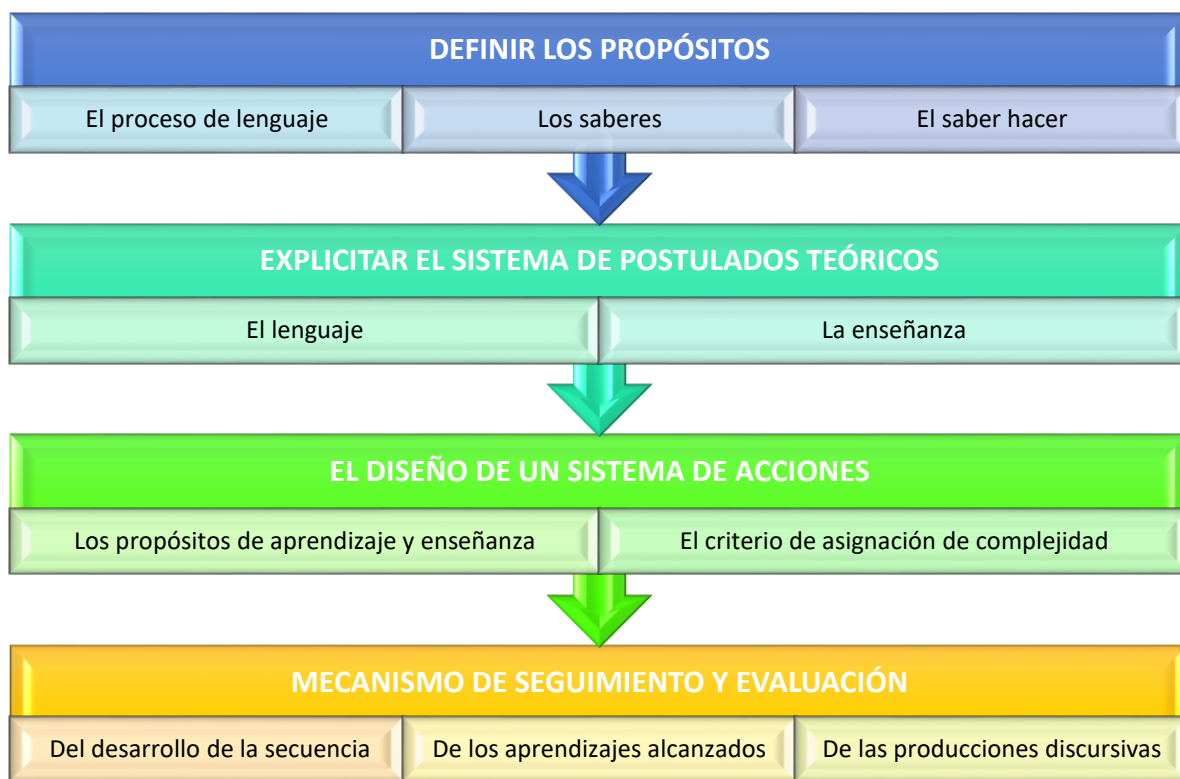 DEFINIR LOS PROPÓSITOS
El proceso de lenguaje
Los saberes
El saber hacer
EXPLICITAR EL SISTEMA DE POSTULADOS TEÓRICOS
El lenguaje
La enseñanza
EL DISEÑO DE UN SISTEMA DE ACCIONES
Los propósitos de aprendizaje y enseñanza
El criterio de asignación de complejidad
MECANISMO DE SEGUIMIENTO Y EVALUACIÓN
Del desarrollo de la secuencia
De los aprendizajes alcanzados
De las producciones discursivas